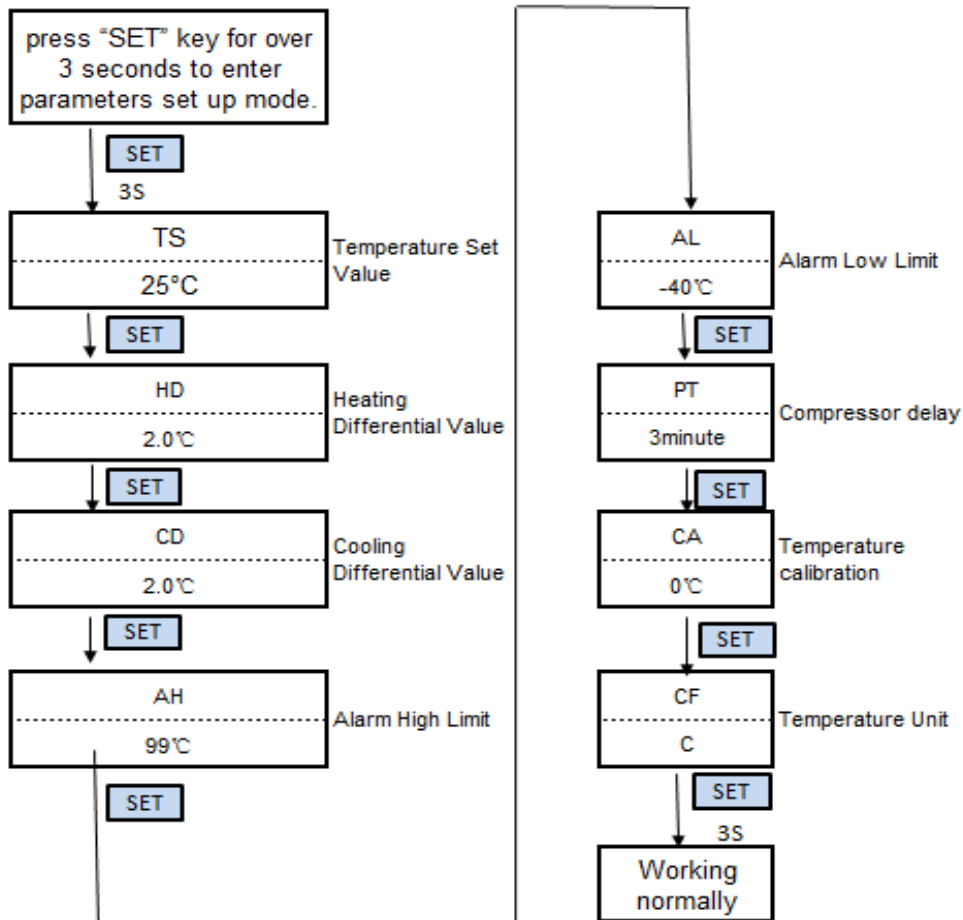 press “SET” key for over
3 seconds to enter
parameters set up mode.
SET
3S
TS
25°C
Temperature Set
Value
SET
HD
2.0℃
Heating
Differential Value
SET
CD
2.0℃
Cooling
Differential Value
SET
AH
99℃
Alarm High Limit
SET
AL
-40℃
Alarm Low Limit
SET
PT
3minute
Compressor delay
SET
CA
0℃
Temperature
calibration
SET
CF
C
Temperature Unit
SET
3S
Working
normally